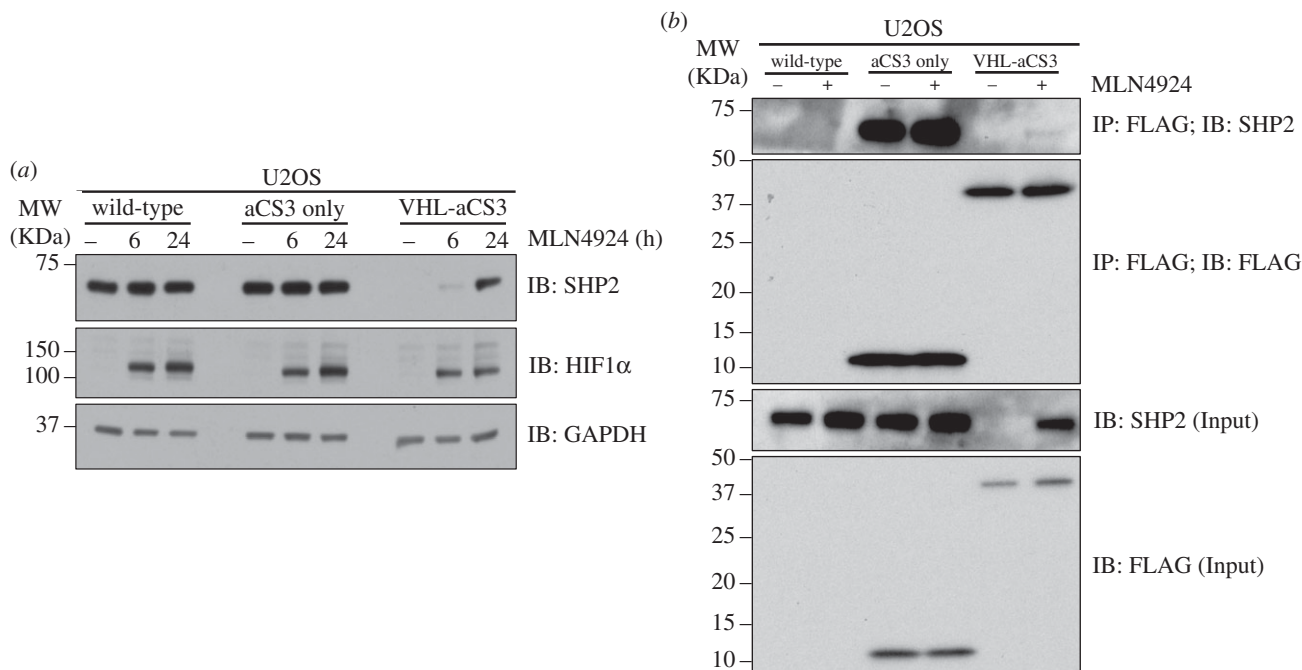 (a)
U2OS
MW
(KDa)
wild-type aCS3 only VHL-aCS3
– 6 24 – 6 24 – 6 24 MLN4924 (h)
75
IB: SHP2
150
100
IB: HIF1α
37
IB: GAPDH
(b)
U2OS
MW
(KDa)
wild-type aCS3 only VHL-aCS3
– + – + – + MLN4924
75
IP: FLAG; IB: SHP2
50
37
25
20
15
10
IP: FLAG; IB: FLAG
75
IB: SHP2 (Input)
50
37
25
20
15
10
IB: FLAG (Input)